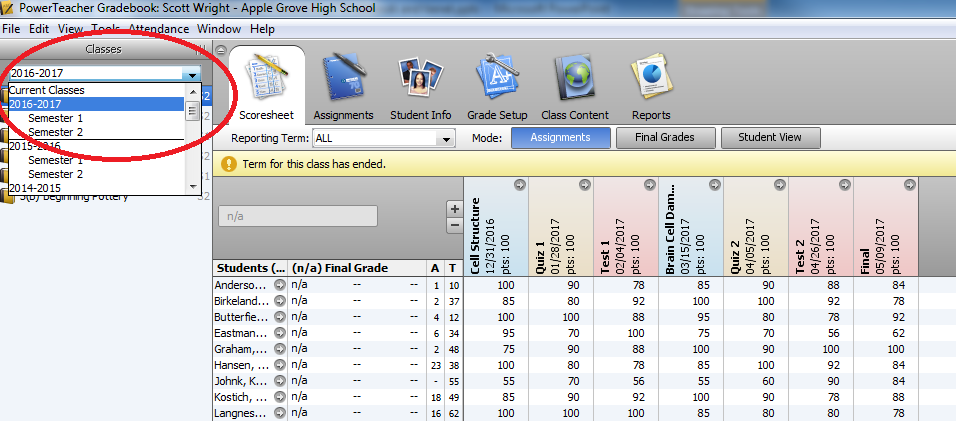 PowerTeacher Gradebook: Scott Wright - Apple Grove High School
File Edit View Tools Attendance Window Help
Classes
2016-2017
Current Classes
2016-2017
Semester 1
Semester 2
2015-2016
Semester 1
Semester 2
2014-2015
Beginning Pottery
S2
Scoresheet Assignments Student Info Grade Setup Class Content Reports
Reporting Term: ALL Mode: Assignments Final Grades Student View
Term for this class has ended.
n/a
+
−
Cell Structure 12/31/2016 pts: 100
Quiz 1 01/28/2017 pts: 100
Test 1 02/04/2017 pts: 100
Brain Cell Dam... 03/15/2017 pts: 100
Quiz 2 04/05/2017 pts: 100
Test 2 04/26/2017 pts: 100
Final 05/09/2017 pts: 100
Students (... (n/a) Final Grade A T
Anderso... n/a -- -- 1 10 100 90 78 85 90 88 84
Birkeland... n/a -- -- 2 37 85 80 92 100 100 92 78
Butterfie... n/a -- -- 4 12 100 100 88 95 80 78 92
Eastman... n/a -- -- 6 34 95 70 100 75 70 56 62
Graham,... n/a -- -- 2 48 75 90 88 100 90 100 100
Hansen, ... n/a -- -- 23 38 100 80 78 85 100 92 84
Johnk, K... n/a -- -- - 55 55 70 56 55 60 90 84
Kostich, ... n/a -- -- 18 49 85 90 92 100 90 78 88
Langnes... n/a -- -- 16 62 100 100 100 85 80 80 78